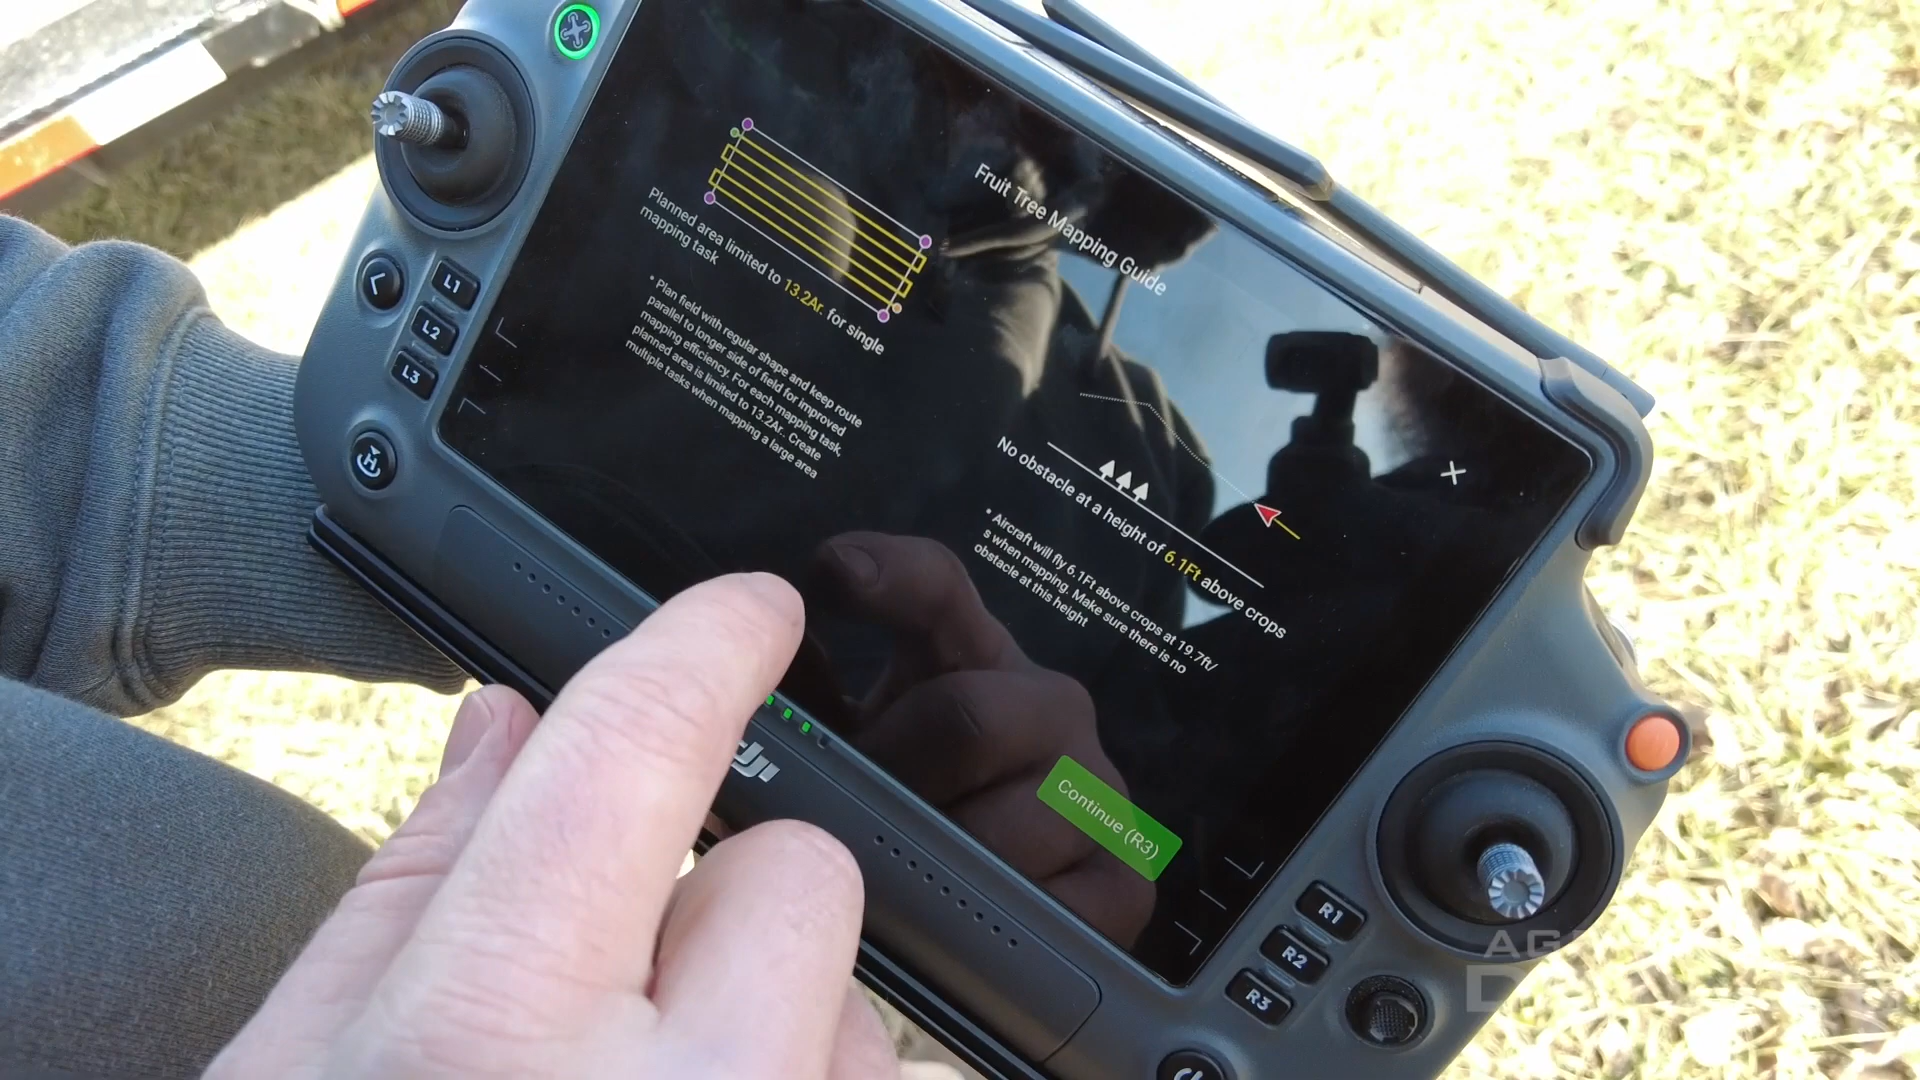 Fruit Tree Mapping Guide
Planned area limited to 13.2Ar. for single
mapping task
• Plan field with regular shape and keep route
parallel to longer side of field for improved
mapping efficiency. For each mapping task,
planned area is limited to 13.2Ar.. Create
multiple tasks when mapping a large area
No obstacle at a height of 6.1Ft above crops
• Aircraft will fly 6.1Ft above crops at 19.7ft/
s when mapping. Make sure there is no
obstacle at this height
Continue (R3)
L1
L2
L3
H
dji
R1
R2
R3